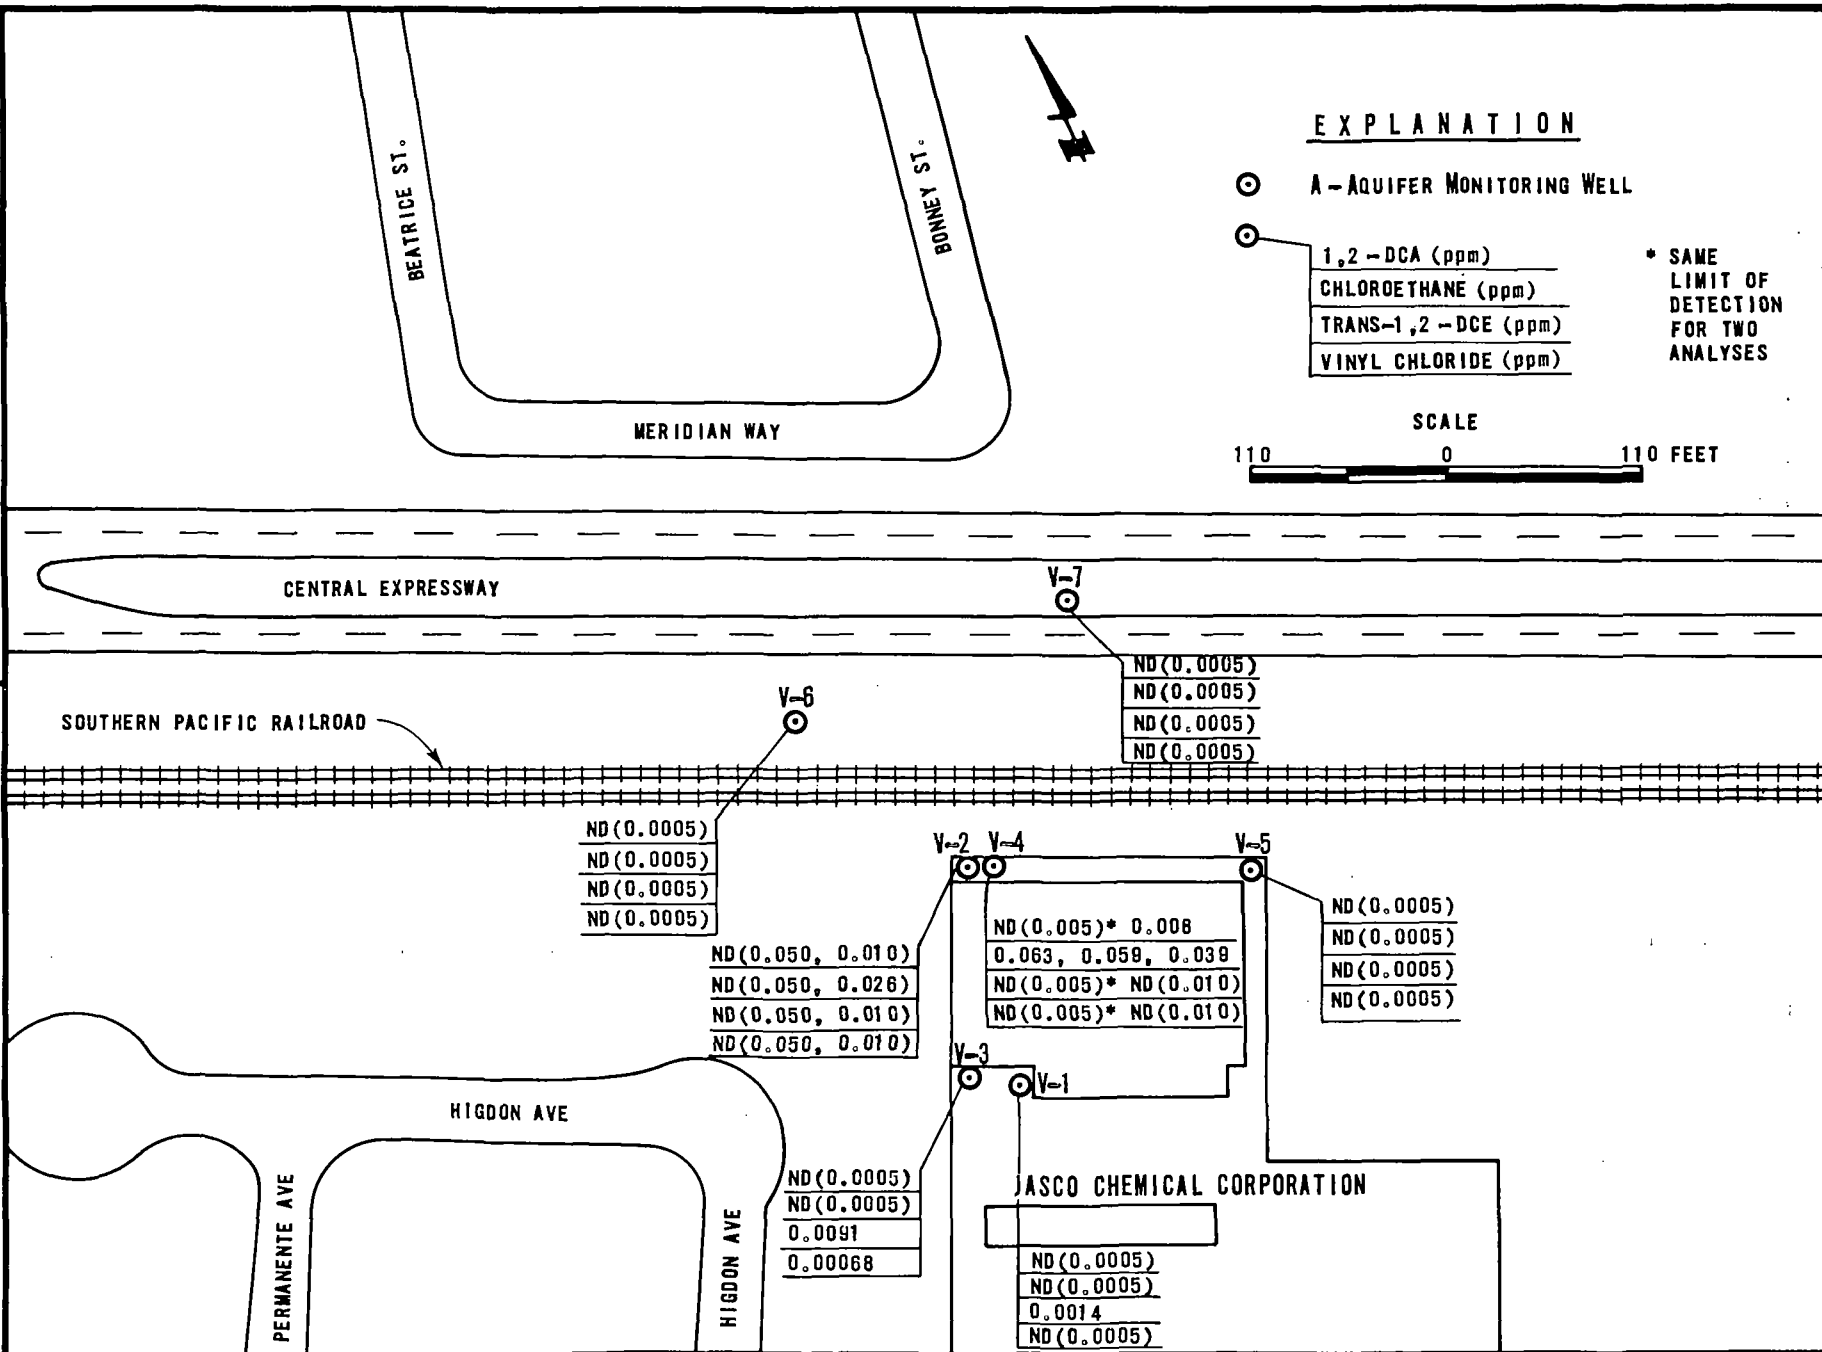 EXPLANATION
A-AQUIFER MONITORING WELL
1,2-DCA (ppm)
CHLOROETHANE (ppm)
TRANS-1,2-DCE (ppm)
VINYL CHLORIDE (ppm)
* SAME
LIMIT OF
DETECTION
FOR TWO
ANALYSES
SCALE
110 0 110 FEET
BEATRICE ST.
BONNEY ST.
MERIDIAN WAY
CENTRAL EXPRESSWAY
V-7
ND(0.0005)
ND(0.0005)
ND(0.0005)
ND(0.0005)
V-6
SOUTHERN PACIFIC RAILROAD
ND(0.0005)
ND(0.0005)
ND(0.0005)
ND(0.0005)
V-2
V-4
V-5
ND(0.050, 0.010)
ND(0.050, 0.026)
ND(0.050, 0.010)
ND(0.050, 0.010)
ND(0.005)* 0.008
0.063, 0.059, 0.039
ND(0.005)* ND(0.010)
ND(0.005)* ND(0.010)
ND(0.0005)
ND(0.0005)
ND(0.0005)
ND(0.0005)
V-3
V-1
HIGDON AVE
PERMANENTE AVE
HIGDON AVE
ND(0.0005)
ND(0.0005)
0.0091
0.00068
JASCO CHEMICAL CORPORATION
ND(0.0005)
ND(0.0005)
0.0014
ND(0.0005)